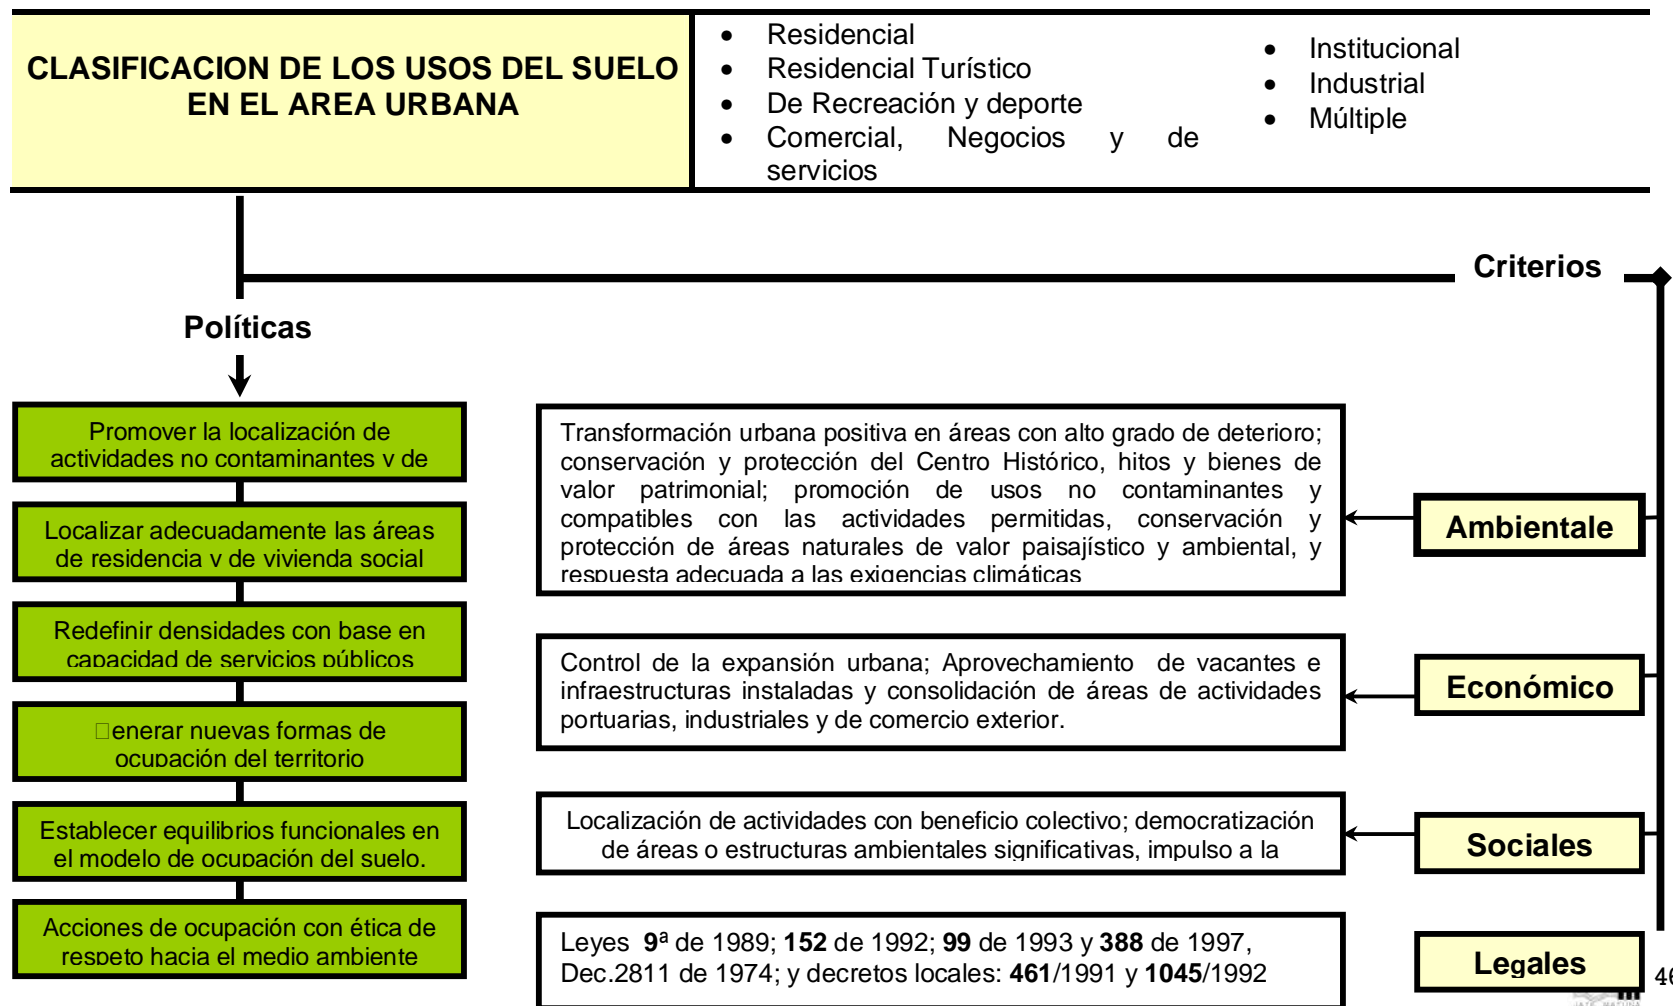 CLASIFICACION DE LOS USOS DEL SUELO
EN EL AREA URBANA
• Residencial
• Residencial Turístico
• De Recreación y deporte
• Comercial, Negocios y de
servicios
• Institucional
• Industrial
• Múltiple
Criterios
Políticas
Promover la localización de
actividades no contaminantes y de
Localizar adecuadamente las áreas
de residencia y de vivienda social
Redefinir densidades con base en
capacidad de servicios públicos
□enerar nuevas formas de
ocupación del territorio
Establecer equilibrios funcionales en
el modelo de ocupación del suelo.
Acciones de ocupación con ética de
respeto hacia el medio ambiente
Transformación urbana positiva en áreas con alto grado de deterioro;
conservación y protección del Centro Histórico, hitos y bienes de
valor patrimonial; promoción de usos no contaminantes y
compatibles con las actividades permitidas, conservación y
protección de áreas naturales de valor paisajístico y ambiental, y
respuesta adecuada a las exigencias climáticas
Ambientale
Control de la expansión urbana; Aprovechamiento de vacantes e
infraestructuras instaladas y consolidación de áreas de actividades
portuarias, industriales y de comercio exterior.
Económico
Localización de actividades con beneficio colectivo; democratización
de áreas o estructuras ambientales significativas, impulso a la
Sociales
Leyes 9ª de 1989; 152 de 1992; 99 de 1993 y 388 de 1997,
Dec.2811 de 1974; y decretos locales: 461/1991 y 1045/1992
Legales